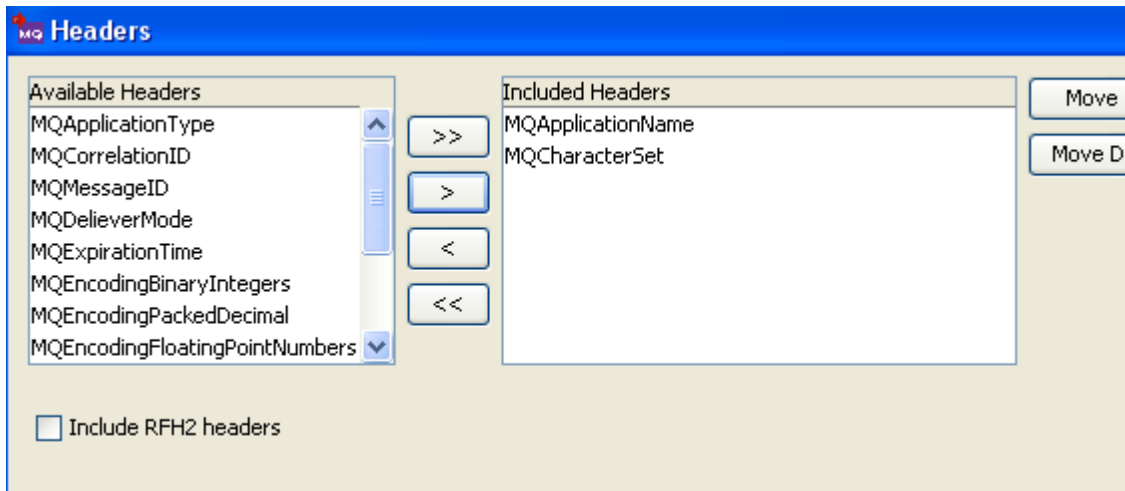 MQ Headers
Available Headers
MQApplicationType
MQCorrelationID
MQMessageID
MQDelieverMode
MQExpirationTime
MQEncodingBinaryIntegers
MQEncodingPackedDecimal
MQEncodingFloatingPointNumbers
>>
>
<
<<
Included Headers
MQApplicationName
MQCharacterSet
Move
Move D
Include RFH2 headers